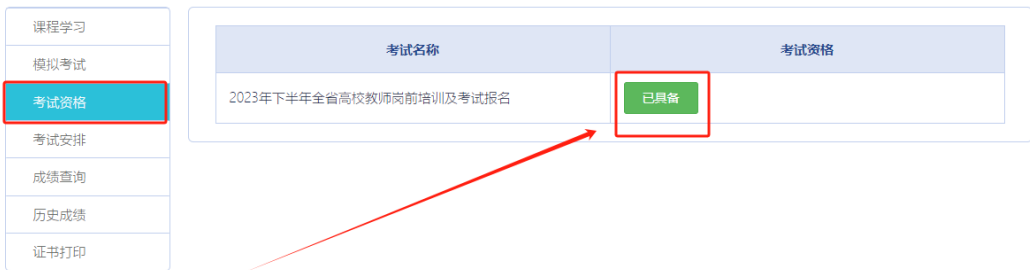 课程学习
模拟考试
考试资格
考试安排
成绩查询
历史成绩
证书打印
考试名称 考试资格
2023年下半年全省高校教师岗前培训及考试报名 已具备